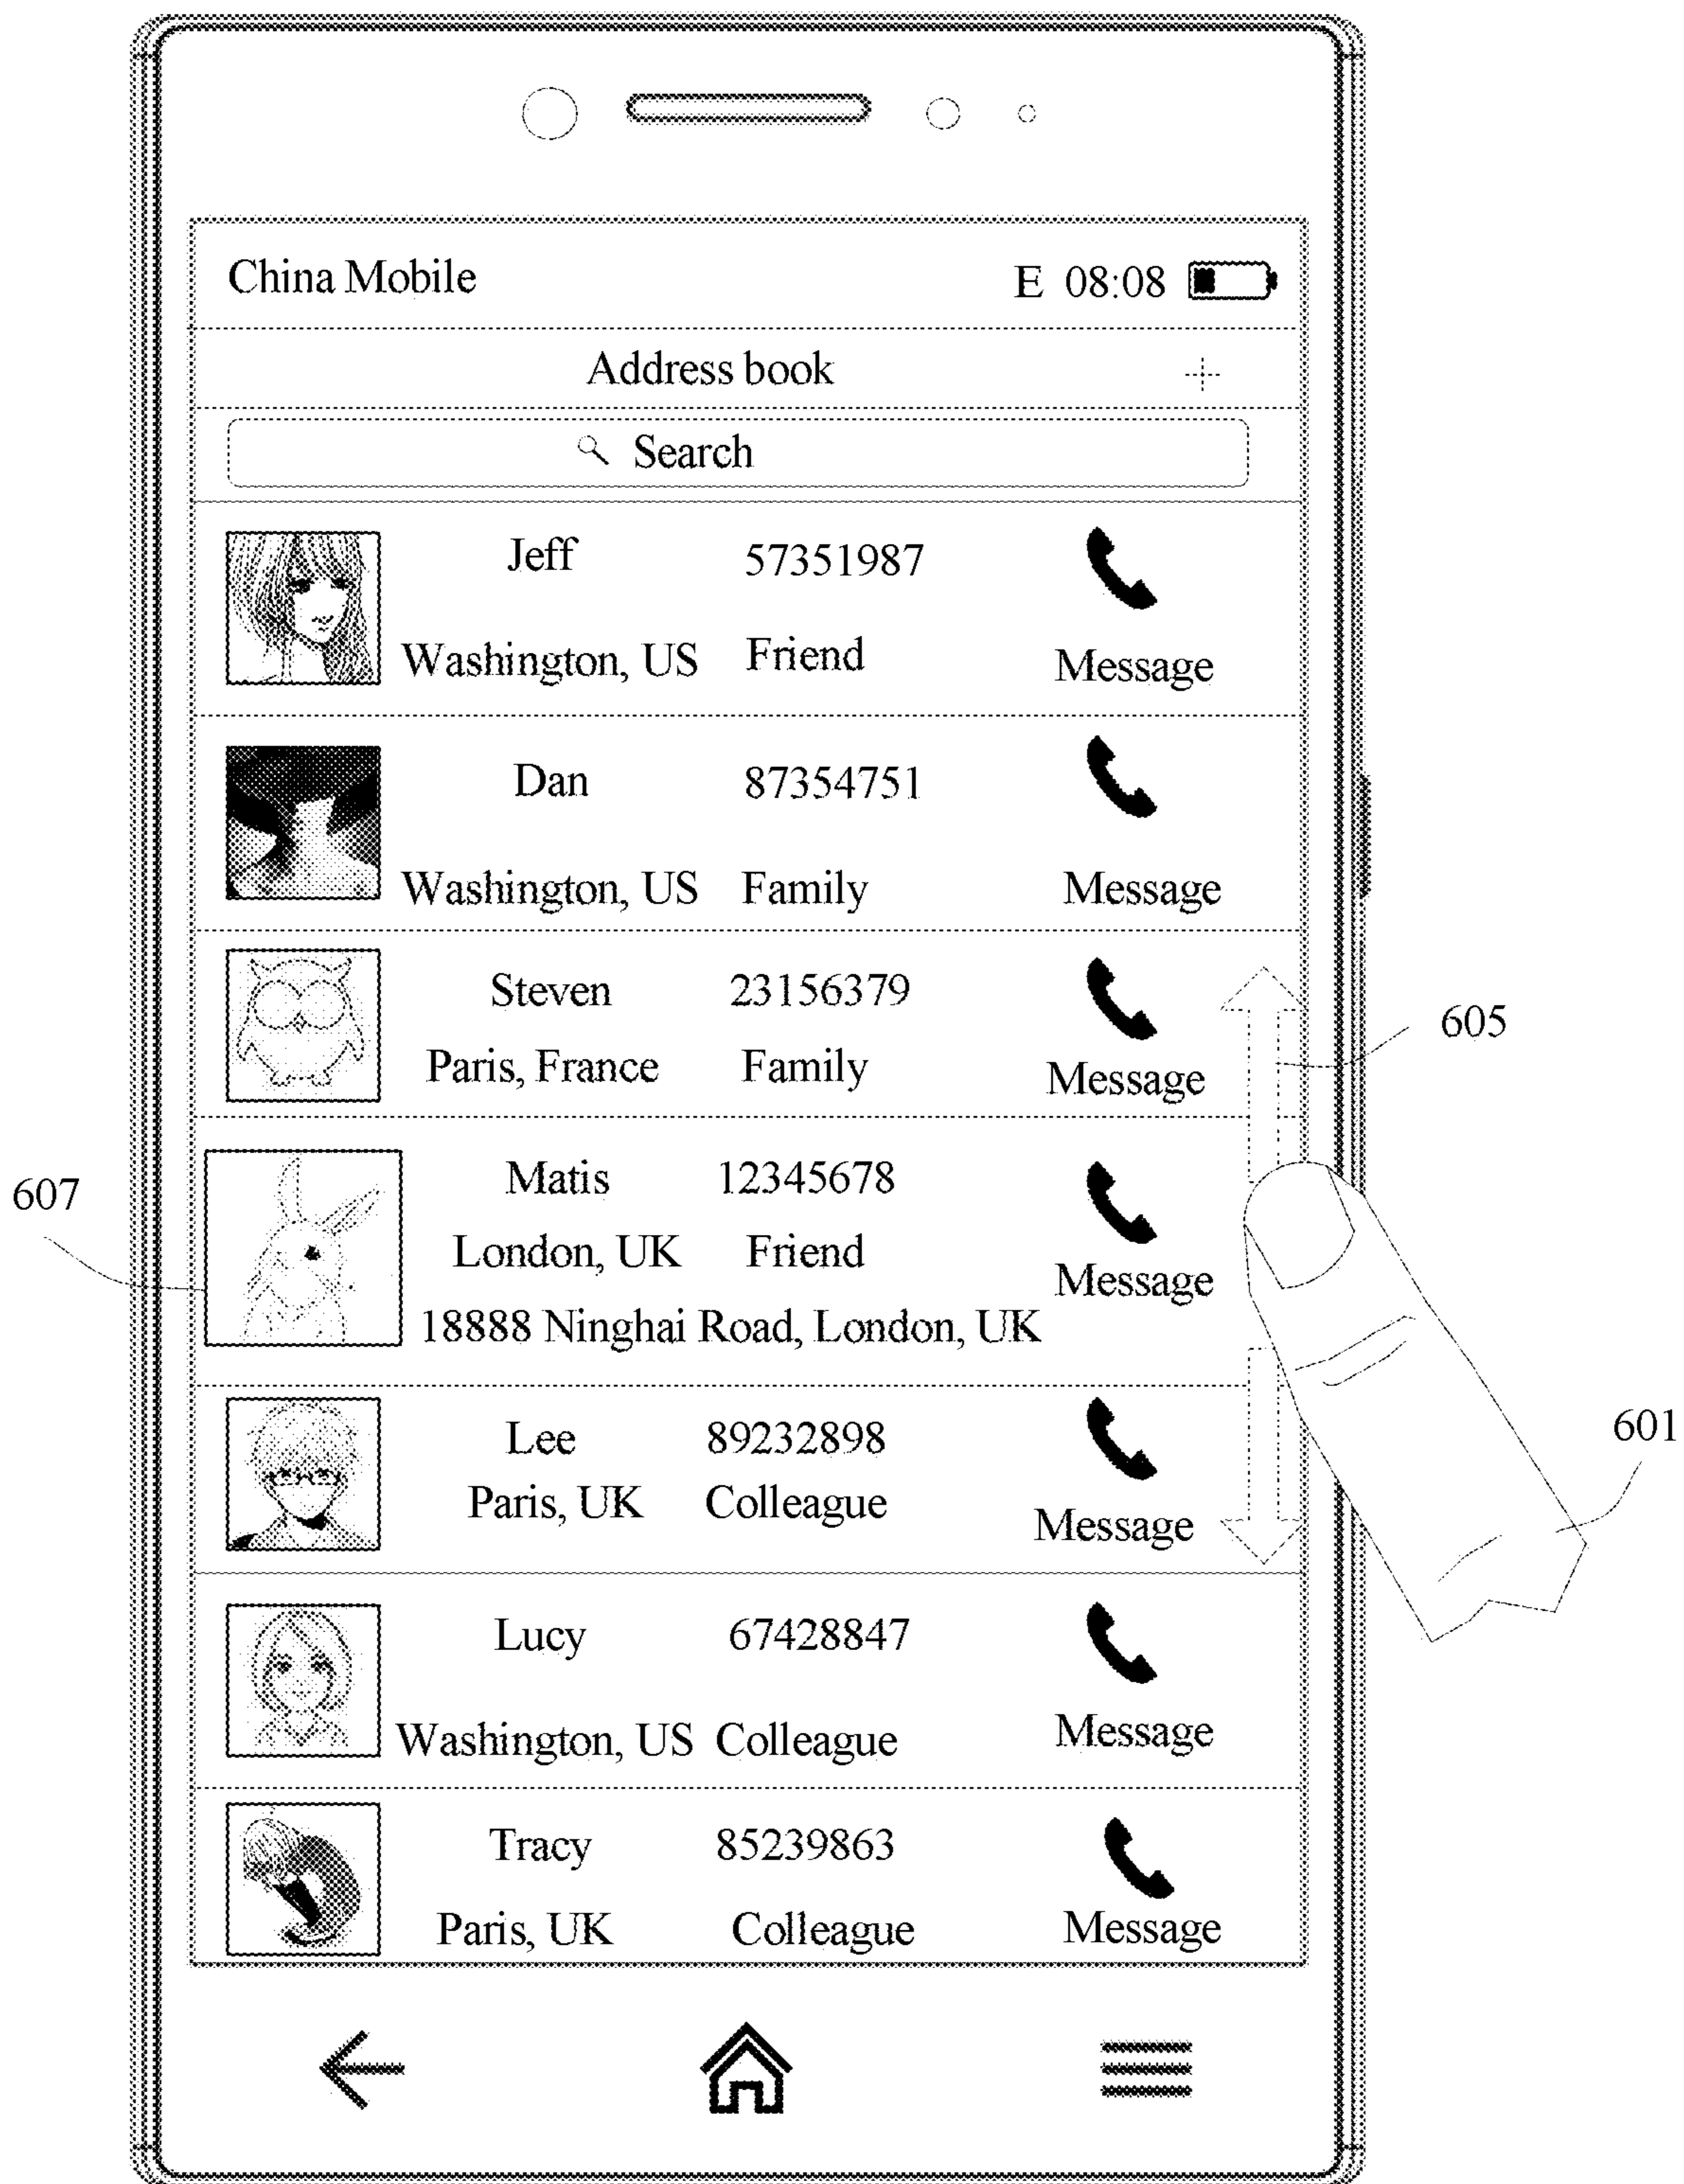 China Mobile E 08:08
Address book
Search
Jeff 57351987
Washington, US Friend Message
Dan 87354751
Washington, US Family Message
Steven 23156379
605
Paris, France Family Message
Matis 12345678
607
London, UK Friend Message
18888 Ninghai Road, London, UK
Lee 89232898
601
Paris, UK Colleague Message
Lucy 67428847
Washington, US Colleague Message
Tracy 85239863
Paris, UK Colleague Message